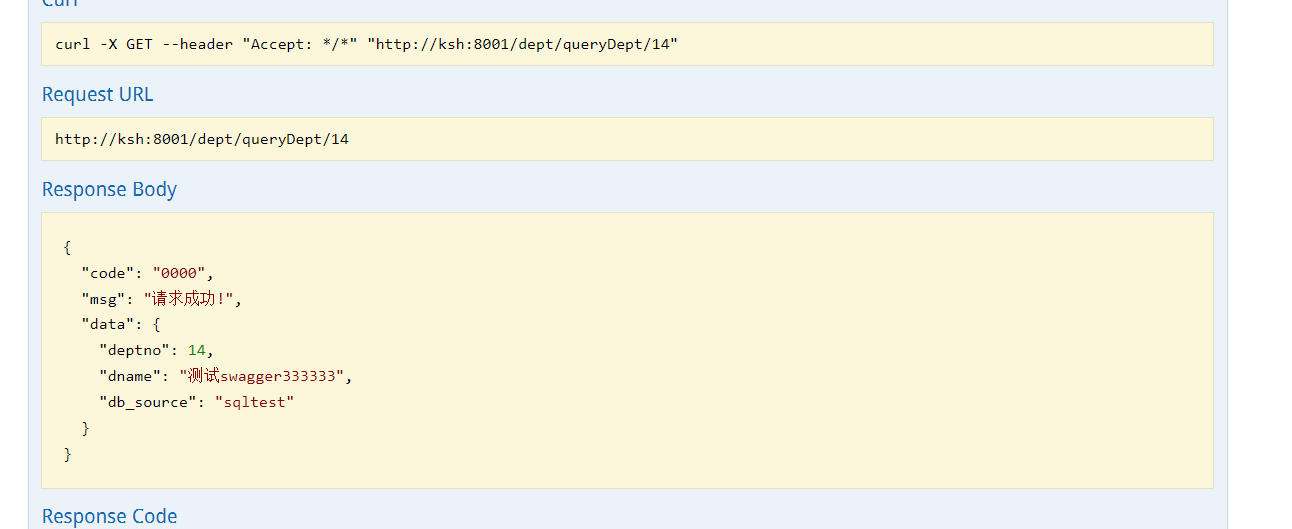 Curl
curl -X GET --header "Accept: */*" "http://ksh:8001/dept/queryDept/14"
Request URL
http://ksh:8001/dept/queryDept/14
Response Body
{
  "code": "0000",
  "msg": "请求成功!",
  "data": {
    "deptno": 14,
    "dname": "测试swagger333333",
    "db_source": "sqltest"
  }
}
Response Code